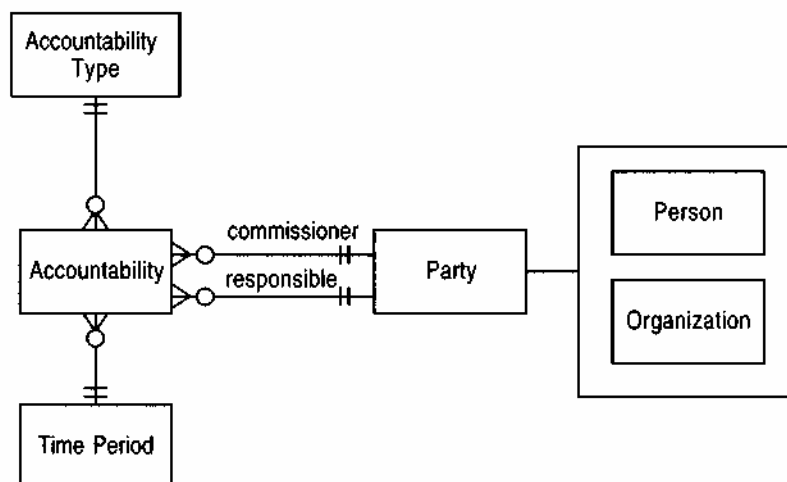 Accountability
Type
Accountability
commissioner
responsible
Party
Person
Organization
Time Period